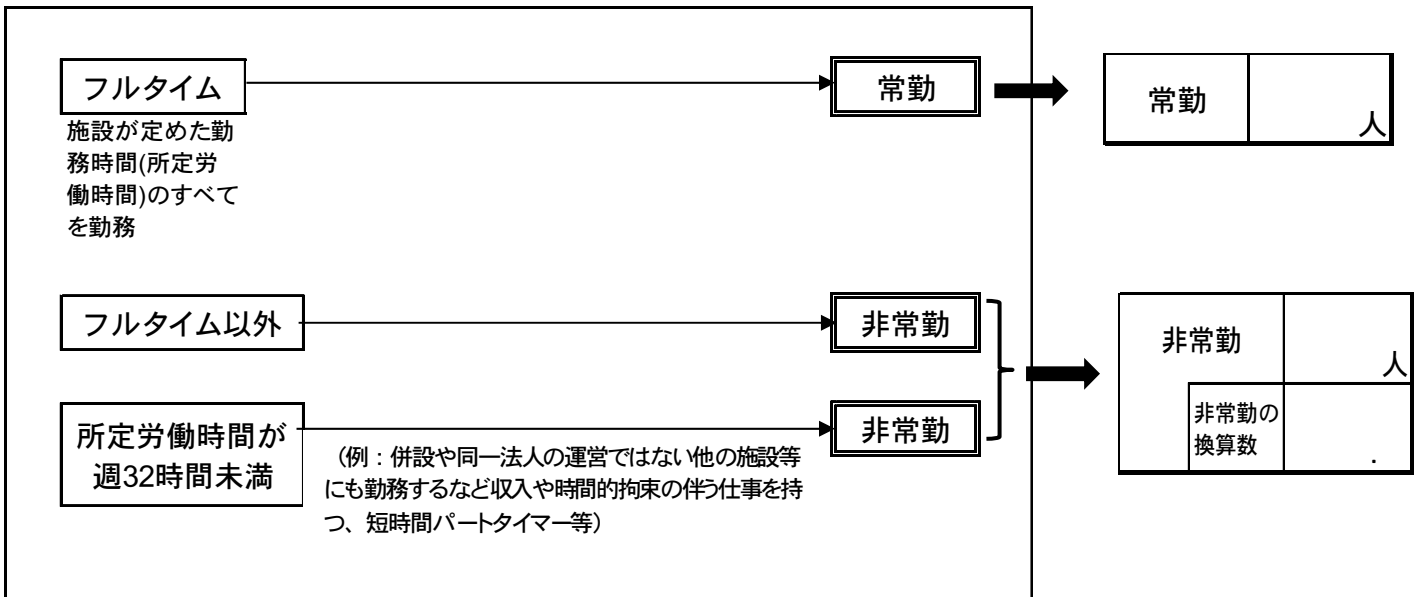 フルタイム
常勤
常勤
人
施設が定めた勤
務時間(所定労
働時間)のすべて
を勤務
フルタイム以外
非常勤
非常勤
人
非常勤の
換算数
.
所定労働時間が
週32時間未満
非常勤
（例：併設や同一法人の運営ではない他の施設等
にも勤務するなど収入や時間的拘束の伴う仕事を持
つ、短時間パートタイマー等）